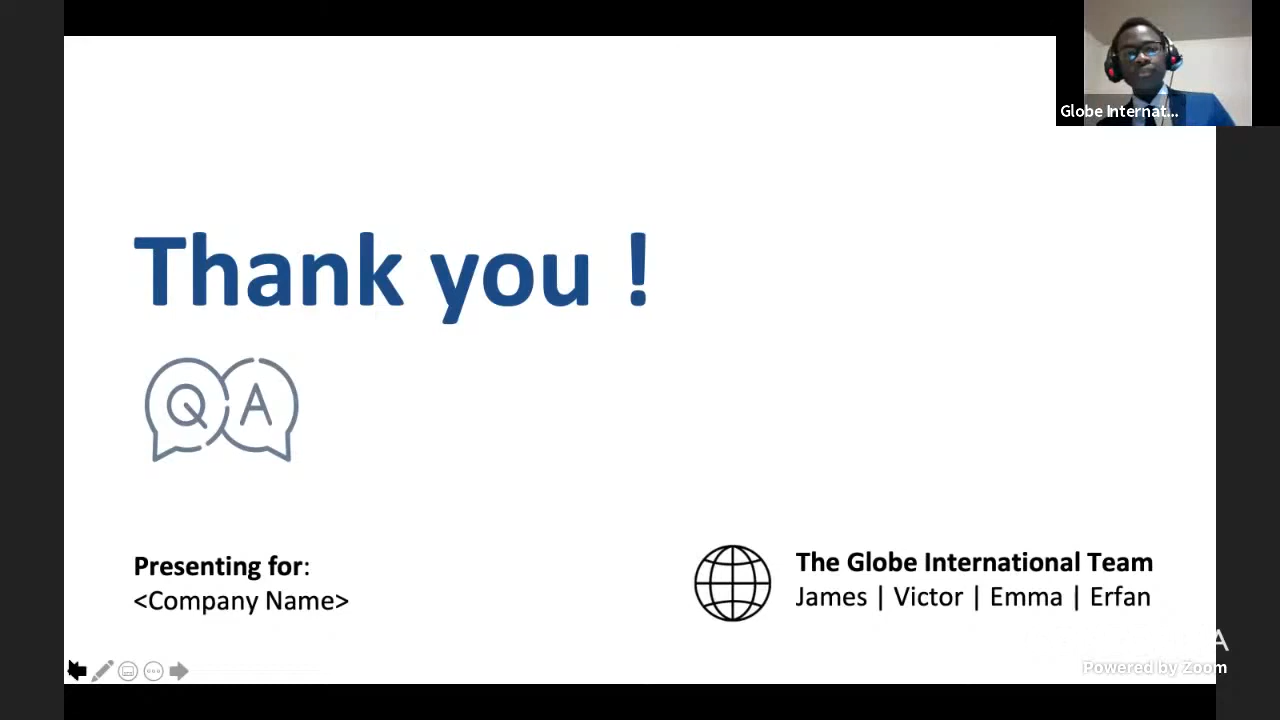 Globe Internat...
Thank you !
Q A
Presenting for:
<Company Name>
The Globe International Team
James | Victor | Emma | Erfan
A
Powered by Zoom